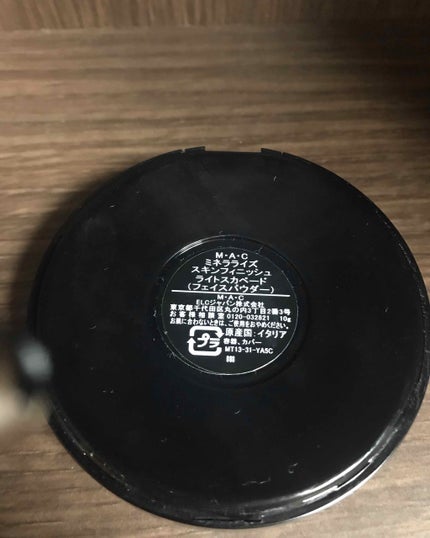 M・A・C
ミネラライズ
スキンフィニッシュ
ライトスカペード
(フェイスパウダー)
M・A・C
ELCジャパン株式会社
東京都千代田区丸の内3丁目2番3号
お客様相談室 0120-032821 10g
お肌に合わないときは、ご使用をおやめください。
プラ 原産国:イタリア
容器、カバー
MT13-31-YA5C